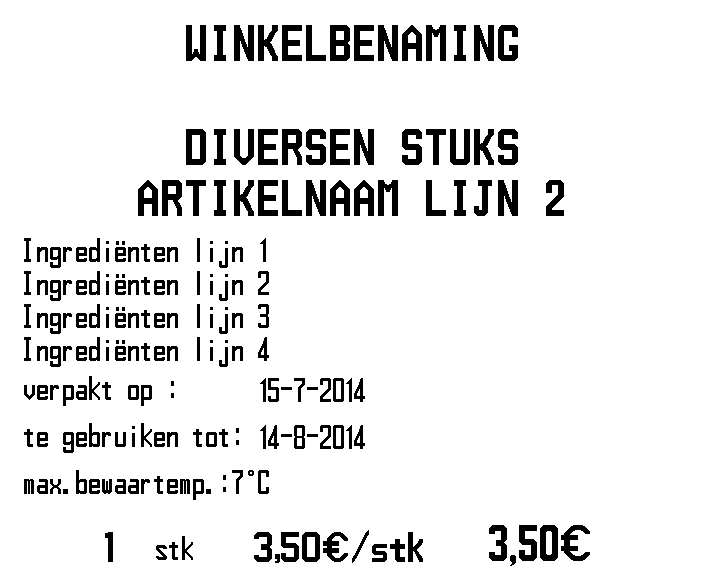 WINKELBENAMING
DIVERSEN STUKS
ARTIKELNAAM LIJN 2
Ingrediënten lijn 1
Ingrediënten lijn 2
Ingrediënten lijn 3
Ingrediënten lijn 4
verpakt op : 15-7-2014
te gebruiken tot: 14-8-2014
max.bewaartemp.:7°C
1 stk 3,50€/stk 3,50€